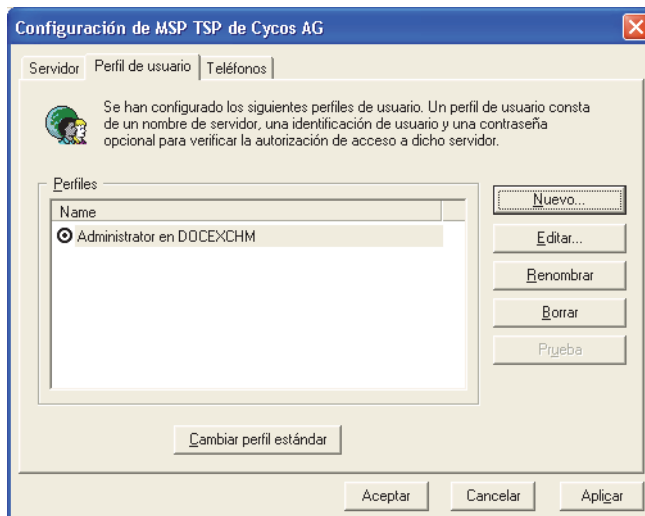 Configuración de MSP TSP de Cycos AG
Servidor Perfil de usuario Teléfonos
Se han configurado los siguientes perfiles de usuario. Un perfil de usuario consta
de un nombre de servidor, una identificación de usuario y una contraseña
opcional para verificar la autorización de acceso a dicho servidor.
Perfiles
Name
Administrator en DOCEXCHM
Nuevo...
Editar...
Renombrar
Borrar
Prueba
Cambiar perfil estándar
Aceptar Cancelar Aplicar